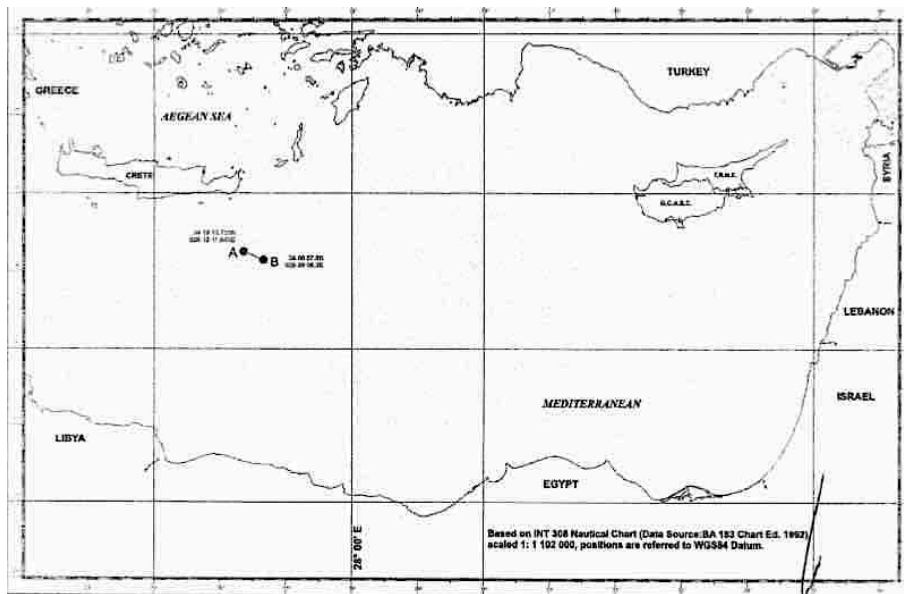 TURKEY
GREECE
AEGEAN SEA
SYRIA
CRETE
T.R.N.C.
G.C.A.S.C.
A
B
LEBANON
ISRAEL
MEDITERRANEAN
LIBYA
EGYPT
28° 00' E
Based on INT 308 Nautical Chart (Data Source:BA 183 Chart Ed. 1992)
scaled 1: 1 102 000, positions are referred to WGS84 Datum.